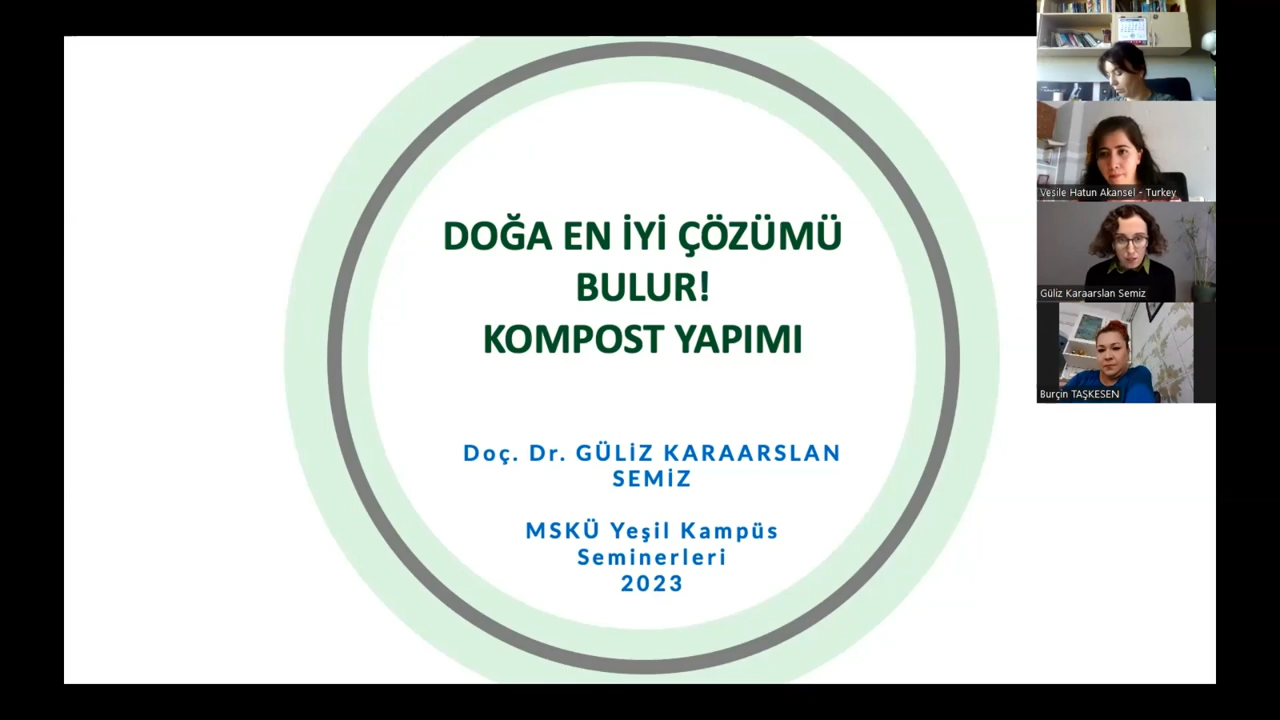 DOĞA EN İYİ ÇÖZÜMÜ
BULUR!
KOMPOST YAPIMI
Doç. Dr. GÜLİZ KARAARSLAN
SEMİZ
MSKÜ Yeşil Kampüs
Seminerleri
2023
Vesile Hatun Akansel - Turkey
Güliz Karaarslan Semiz
Burçin TAŞKESEN